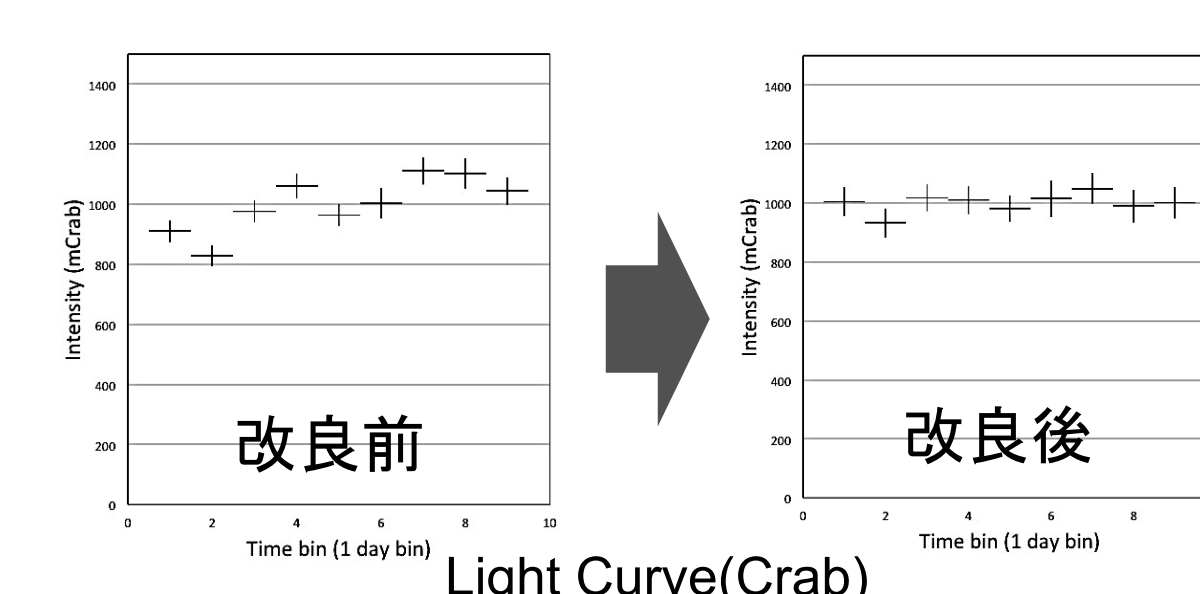 1400
1200
1000
800
600
400
200
0
0 2 4 6 8 10
Intensity (mCrab)
Time bin (1 day bin)
改良前
1400
1200
1000
800
600
400
200
0
0 2 4 6 8
Intensity (mCrab)
Time bin (1 day bin)
改良後
Light Curve(Crab)